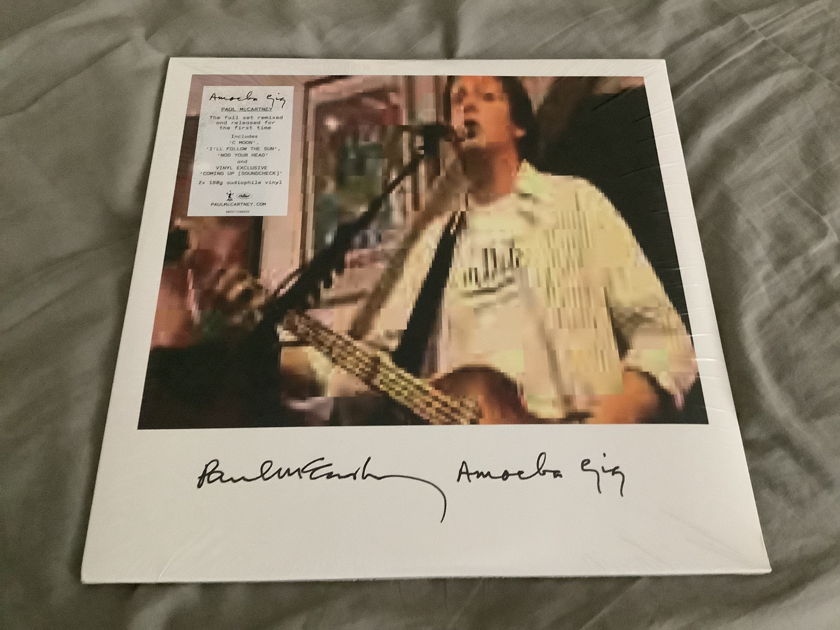 Amoeba Gig
PAUL McCARTNEY
The full set remixed
and released for
the first time
Includes
'C MOON',
'I'LL FOLLOW THE SUN',
'NOD YOUR HEAD'
and
VINYL EXCLUSIVE
'COMING UP [SOUNDCHECK]'
2x 180g audiophile vinyl
PAULMCCARTNEY.COM
Paul McCartney Amoeba Gig